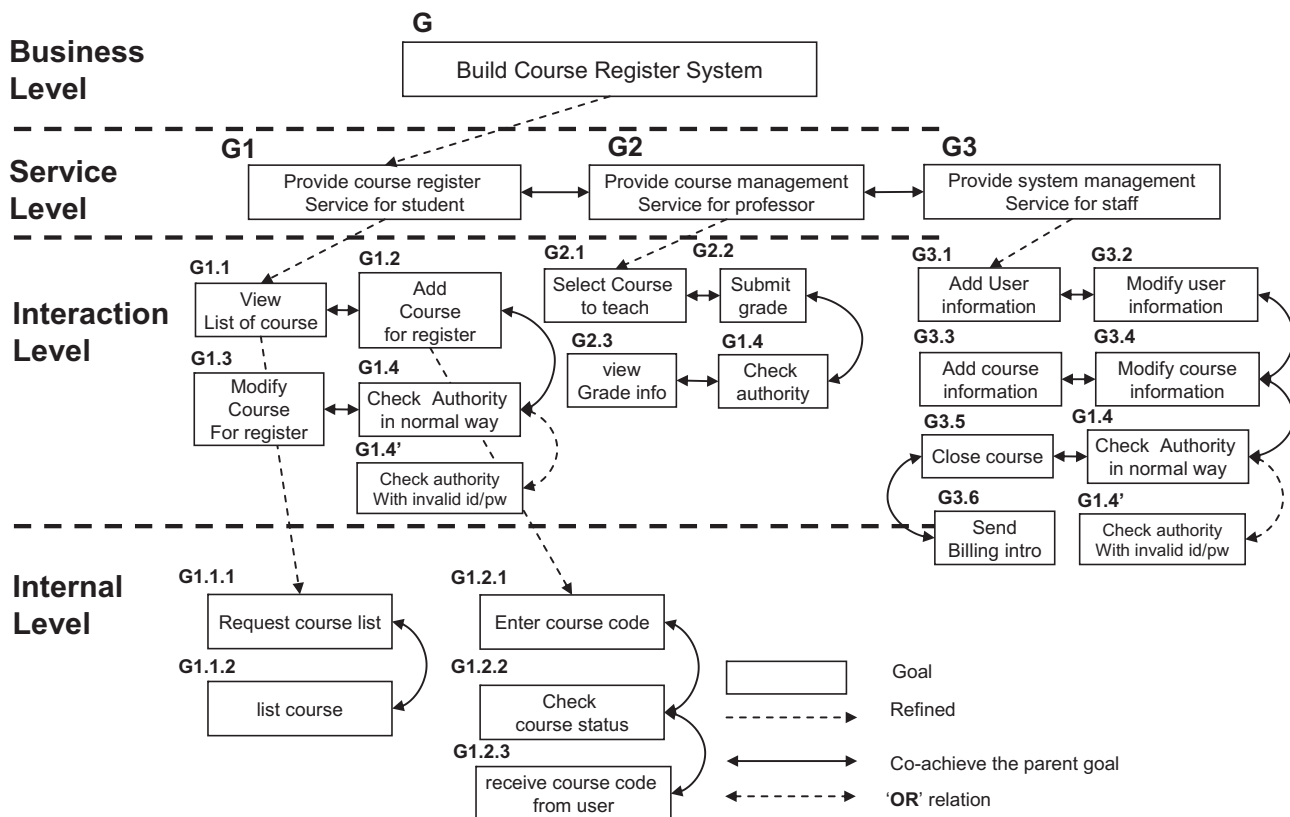 G
Business
Level
Build Course Register System
G1
G2
G3
Service
Level
Provide course register
Service for student
Provide course management
Service for professor
Provide system management
Service for staff
Interaction
Level
G1.1
View
List of course
G1.2
Add
Course
for register
G1.3
Modify
Course
For register
G1.4
Check Authority
in normal way
G1.4’
Check authority
With invalid id/pw
G2.1
Select Course
to teach
G2.2
Submit
grade
G2.3
view
Grade info
G1.4
Check
authority
G3.1
Add User
information
G3.2
Modify user
information
G3.3
Add course
information
G3.4
Modify course
information
G3.5
Close course
G1.4
Check Authority
in normal way
G3.6
Send
Billing intro
G1.4’
Check authority
With invalid id/pw
Internal
Level
G1.1.1
Request course list
G1.1.2
list course
G1.2.1
Enter course code
G1.2.2
Check
course status
G1.2.3
receive course code
from user
Goal
Refined
Co-achieve the parent goal
‘OR’ relation